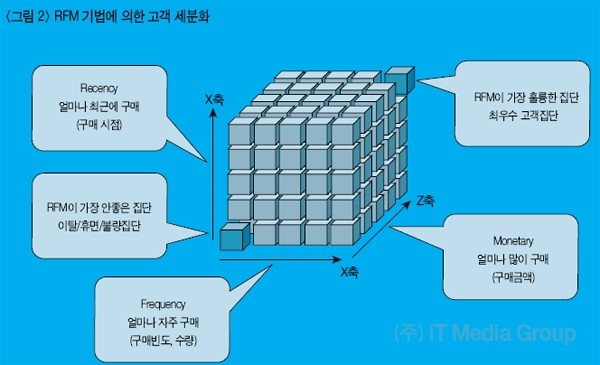 〈그림 2〉 RFM 기법에 의한 고객 세분화
Recency
얼마나 최근에 구매
(구매 시점)
X축
RFM이 가장 훌륭한 집단
최우수 고객집단
RFM이 가장 안좋은 집단
이탈/휴면/불량집단
Z축
X축
Monetary
얼마나 많이 구매
(구매금액)
Frequency
얼마나 자주 구매
(구매빈도, 수량)
(주) IT Media Group